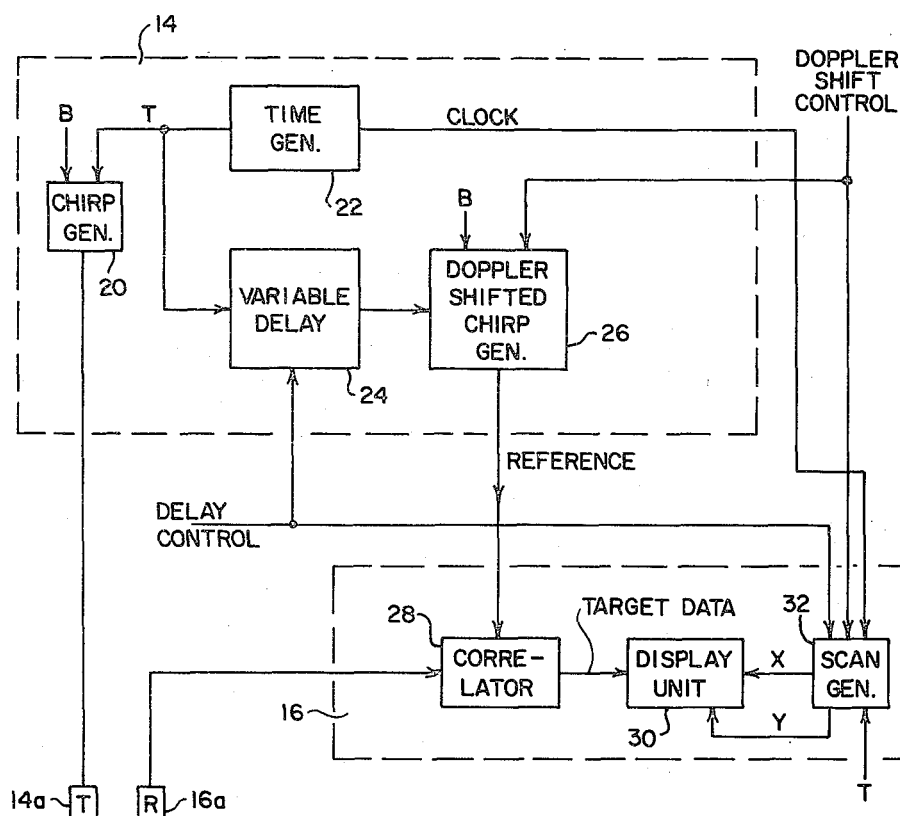 14
DOPPLER
SHIFT
CONTROL
B
T
TIME
GEN.
CLOCK
22
CHIRP
GEN.
20
B
VARIABLE
DELAY
24
DOPPLER
SHIFTED
CHIRP
GEN.
26
REFERENCE
DELAY
CONTROL
28
TARGET DATA
32
CORRE-
LATOR
DISPLAY
UNIT
X
SCAN
GEN.
16
30
Y
14a
T
R
16a
T